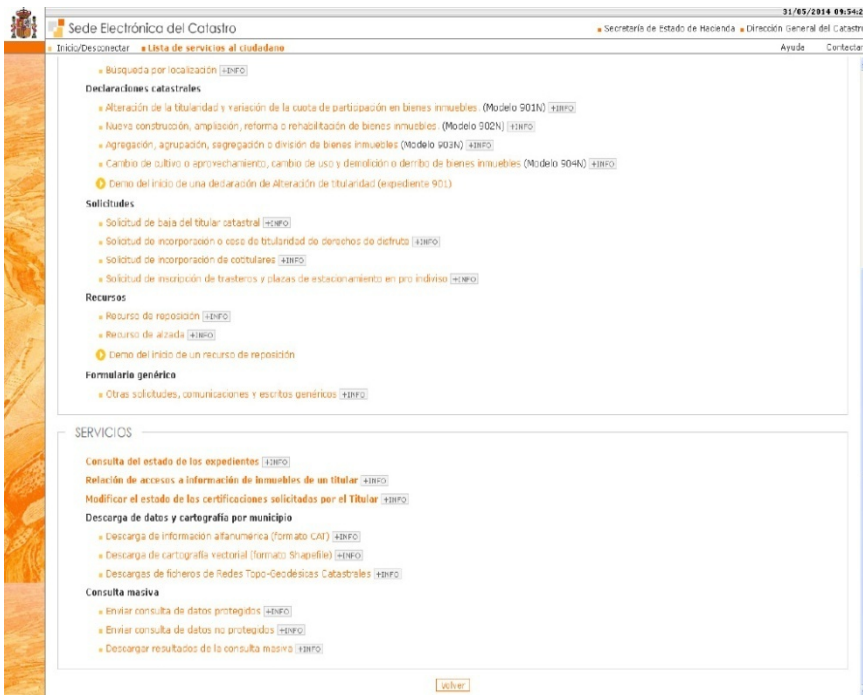 31/05/2014 09:54:2
Sede Electrónica del Catastro
Secretaría de Estado de Hacienda Dirección General del Catastr
Inicio/Desconectar Lista de servicios al ciudadano Ayuda Contactar
Búsqueda por localización +INFO
Declaraciones catastrales
Alteración de la titularidad y variación de la cuota de participación en bienes inmuebles. (Modelo 901N) +INFO
Nueva construcción, ampliación, reforma o rehabilitación de bienes inmuebles. (Modelo 902N) +INFO
Agregación, agrupación, segregación o división de bienes inmuebles (Modelo 903N) +INFO
Cambio de cultivo o aprovechamiento, cambio de uso y demolición o derribo de bienes inmuebles (Modelo 904N) +INFO
Demo del inicio de una declaración de Alteración de titularidad (expediente 901)
Solicitudes
Solicitud de baja del titular catastral +INFO
Solicitud de incorporación o cese de titularidad de derechos de disfrute +INFO
Solicitud de incorporación de cotitulares +INFO
Solicitud de inscripción de trasteros y plazas de estacionamiento en pro indiviso +INFO
Recursos
Recurso de reposición +INFO
Recurso de alzada +INFO
Demo del inicio de un recurso de reposición
Formulario genérico
Otras solicitudes, comunicaciones y escritos genéricos +INFO
SERVICIOS
Consulta del estado de los expedientes +INFO
Relación de accesos a información de inmuebles de un titular +INFO
Modificar el estado de las certificaciones solicitadas por el Titular +INFO
Descarga de datos y cartografía por municipio
Descarga de información alfanumérica (formato CAT) +INFO
Descarga de cartografía vectorial (formato Shapefile) +INFO
Descargas de ficheros de Redes Topo-Geodésicas Catastrales +INFO
Consulta masiva
Enviar consulta de datos protegidos +INFO
Enviar consulta de datos no protegidos +INFO
Descargar resultados de la consulta masiva +INFO
Volver